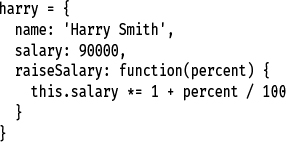 harry = {
  name: 'Harry Smith',
  salary: 90000,
  raiseSalary: function(percent) {
    this.salary *= 1 + percent / 100
  }
}